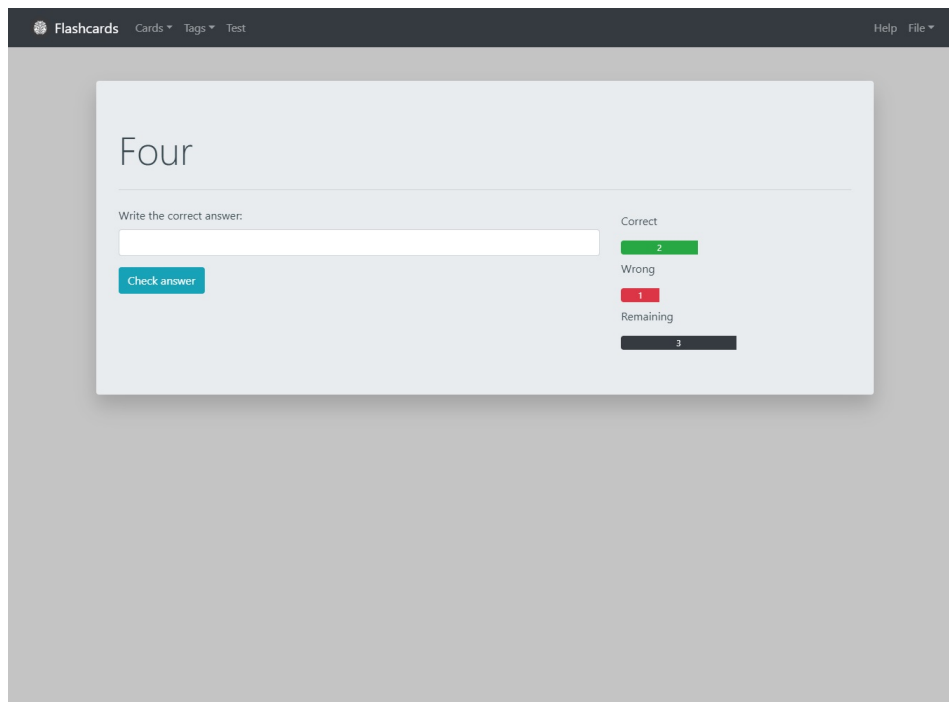 Flashcards Cards Tags Test Help File
Four
Write the correct answer:
Check answer
Correct
2
Wrong
1
Remaining
3